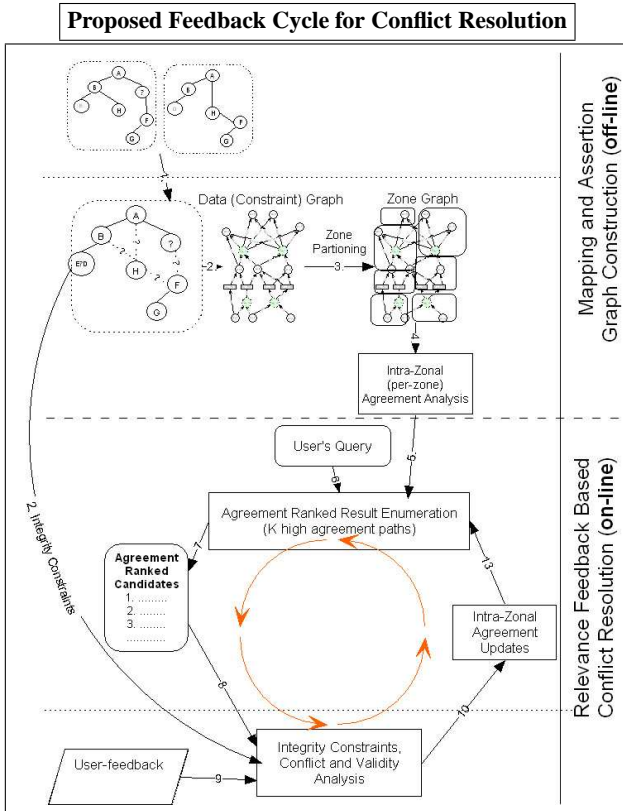 Proposed Feedback Cycle for Conflict Resolution
A
B
?
H
F
G
A
B
H
F
G
1.
Data (Constraint) Graph
Zone Graph
A
B
?
?
?
?
E?D
H
F
G
2.
Zone
Partioning
3.
4.
Intra-Zonal
(per-zone)
Agreement Analysis
Mapping and Assertion
Graph Construction (off-line)
User's Query
5.
6.
Agreement Ranked Result Enumeration
(K high agreement paths)
7.
Agreement
Ranked
Candidates
1. ..........
2. ........
3. ........
............
2. Integrity Constraints
8
13
Intra-Zonal
Agreement
Updates
10
Integrity Constraints,
Conflict and Validity
Analysis
User-feedback
9
Relevance Feedback Based
Conflict Resolution (on-line)